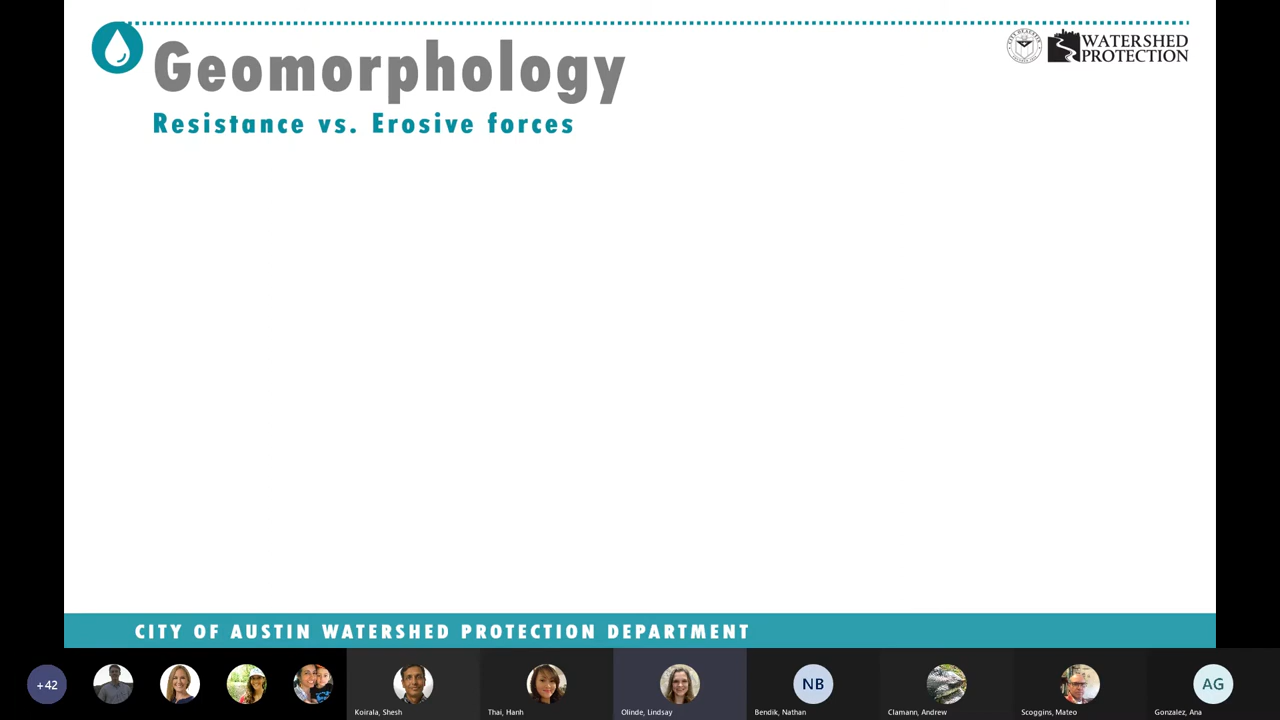 Geomorphology
Resistance vs. Erosive forces
WATERSHED
PROTECTION
CITY OF AUSTIN WATERSHED PROTECTION DEPARTMENT
+42
Koirala, Shesh
Thai, Hanh
Olinde, Lindsay
NB
Bendik, Nathan
Clamann, Andrew
Scoggins, Mateo
AG
Gonzalez, Ana